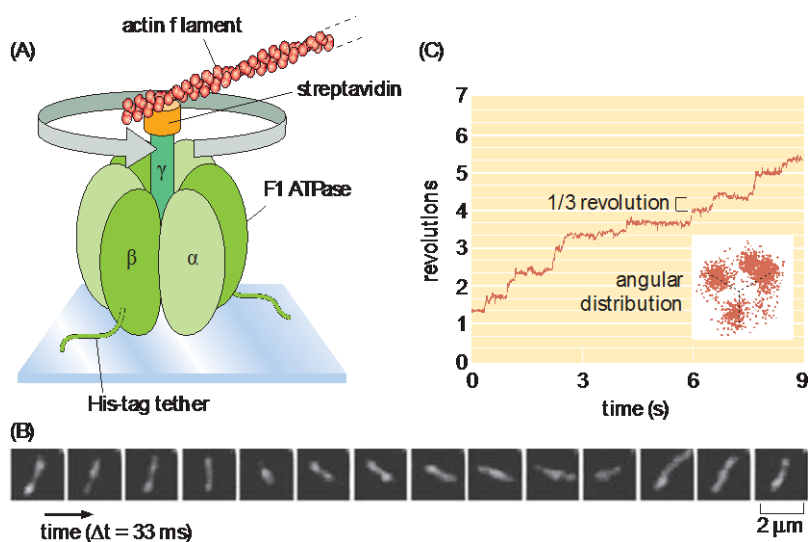 (A)
actin f lament
streptavidin
γ
F1 ATPase
β
α
His-tag tether
(C)
7
6
5
4
3
2
1
0
revolutions
1/3 revolution
angular
distribution
0
3
6
9
time (s)
(B)
time (Δt = 33 ms)
2 μm